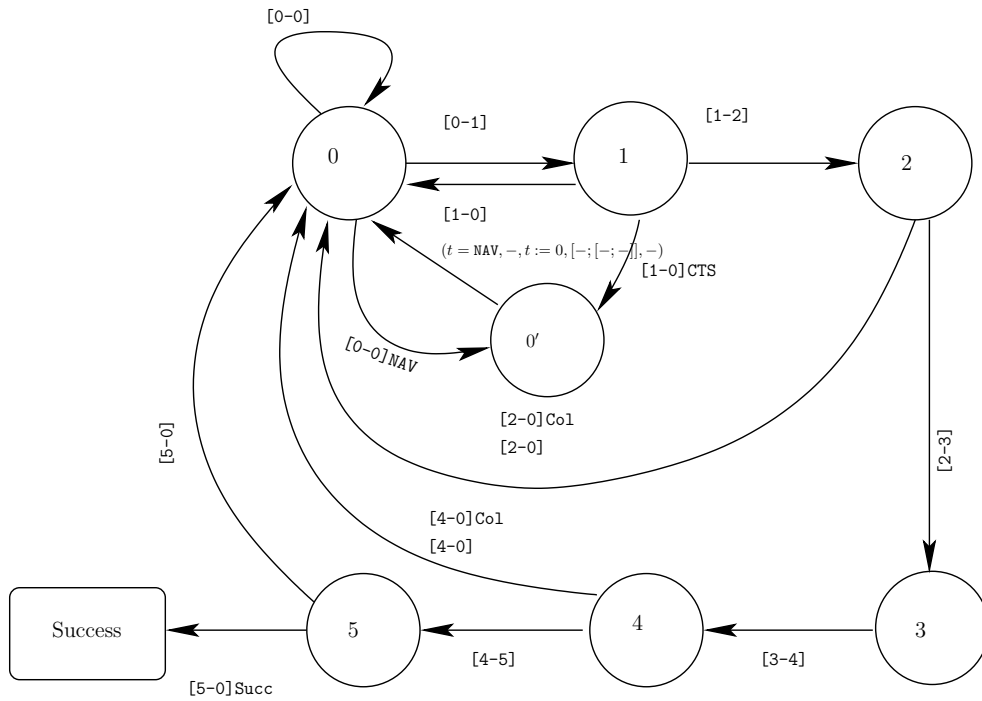 [0-0]
[0-1]
[1-2]
0
1
2
[1-0]
(t = NAV, −, t := 0, [−; [−; −]], −)
[1-0]CTS
0′
[0-0]NAV
[2-0]Col
[2-0]
[5-0]
[2-3]
[4-0]Col
[4-0]
Success
5
4
3
[4-5]
[3-4]
[5-0]Succ